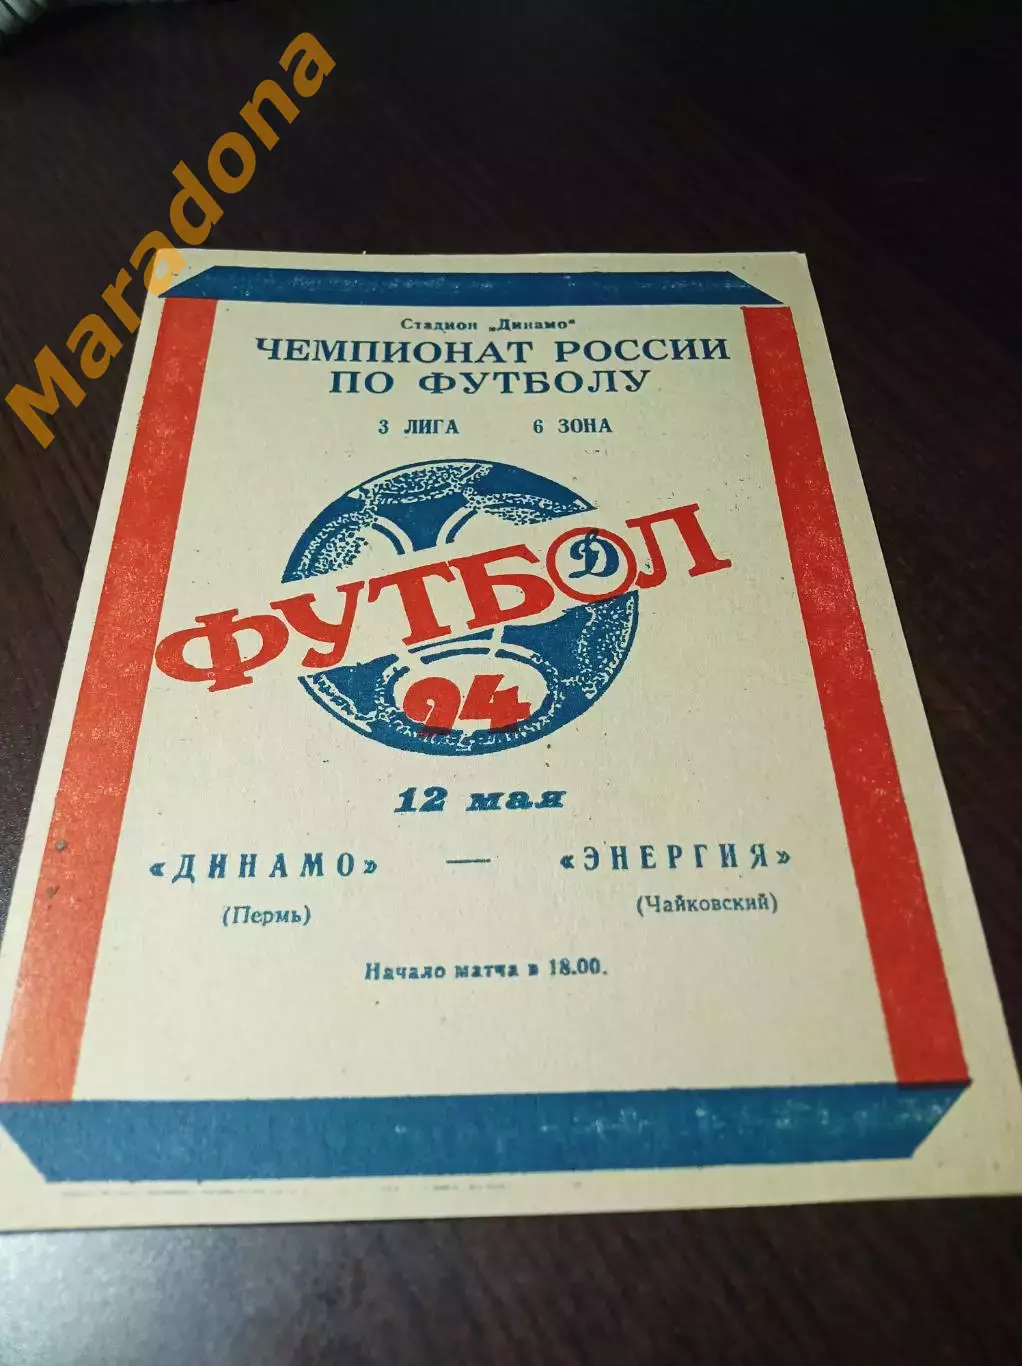 Maradona
Стадион „Динамо"
ЧЕМПИОНАТ РОССИИ
ПО ФУТБОЛУ
3 ЛИГА 6 ЗОНА
ФУТБОЛ
Д
94
12 мая
«ДИНАМО» — «ЭНЕРГИЯ»
(Пермь) (Чайковский)
Начало матча в 18.00.